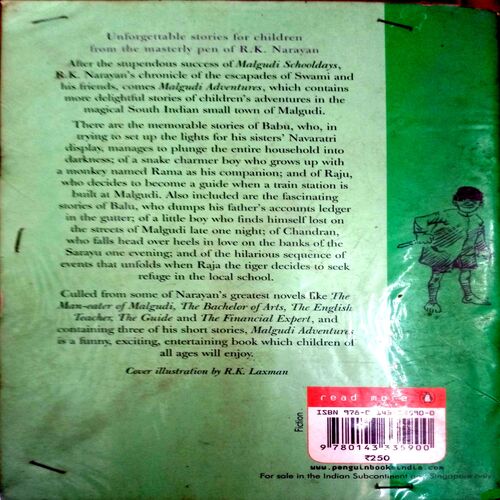 Unforgettable stories for children
from the masterly pen of R.K. Narayan
After the stupendous success of Malgudi Schooldays,
R.K. Narayan's chronicle of the escapades of Swami and
his friends, comes Malgudi Adventures, which contains
more delightful stories of children's adventures in the
magical South Indian small town of Malgudi.
There are the memorable stories of Babu, who, in
trying to set up the lights for his sisters' Navaratri
display, manages to plunge the entire household into
darkness; of a snake charmer boy who grows up with
a monkey named Rama as his companion; and of Raju,
who decides to become a guide when a train station is
built at Malgudi. Also included are the fascinating
stories of Balu, who dumps his father's accounts ledger
in the gutter; of a little boy who finds himself lost on
the streets of Malgudi late one night; of Chandran,
who falls head over heels in love on the banks of the
Sarayu one evening; and of the hilarious sequence of
events that unfolds when Raja the tiger decides to seek
refuge in the local school.
Culled from some of Narayan's greatest novels like The
Man-eater of Malgudi, The Bachelor of Arts, The English
Teacher, The Guide and The Financial Expert, and
containing three of his short stories, Malgudi Adventures
is a funny, exciting, entertaining book which children of
all ages will enjoy.
Cover illustration by R.K. Laxman
read more
Fiction
ISBN 978-0 143 90-0
9 780143 335900
₹250
www.penguinbooksindia.com
For sale in the Indian Subcontinent and Singapore only